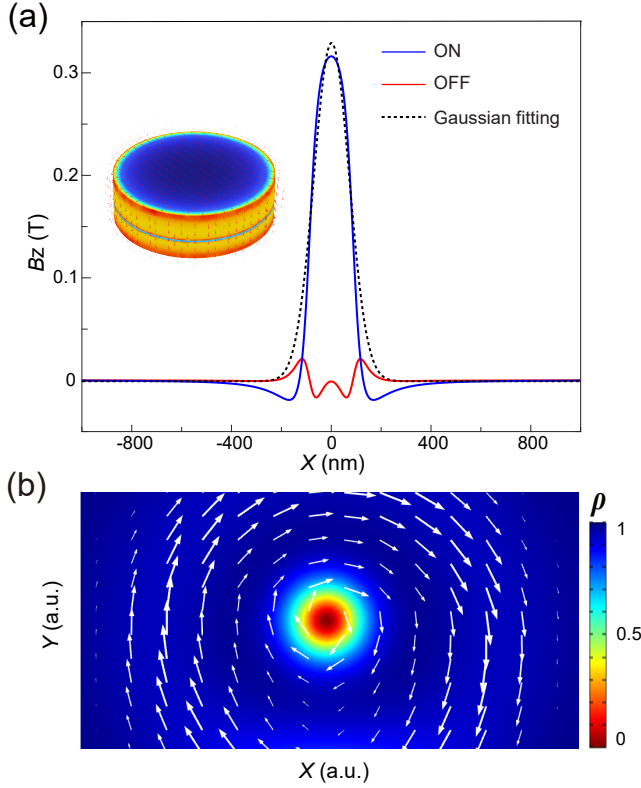 (a)
ON
OFF
Gaussian fitting
0.3
0.2
0.1
0
Bz (T)
-800
-400
0
400
800
X (nm)
(b)
ρ
1
0.5
0
Y (a.u.)
X (a.u.)